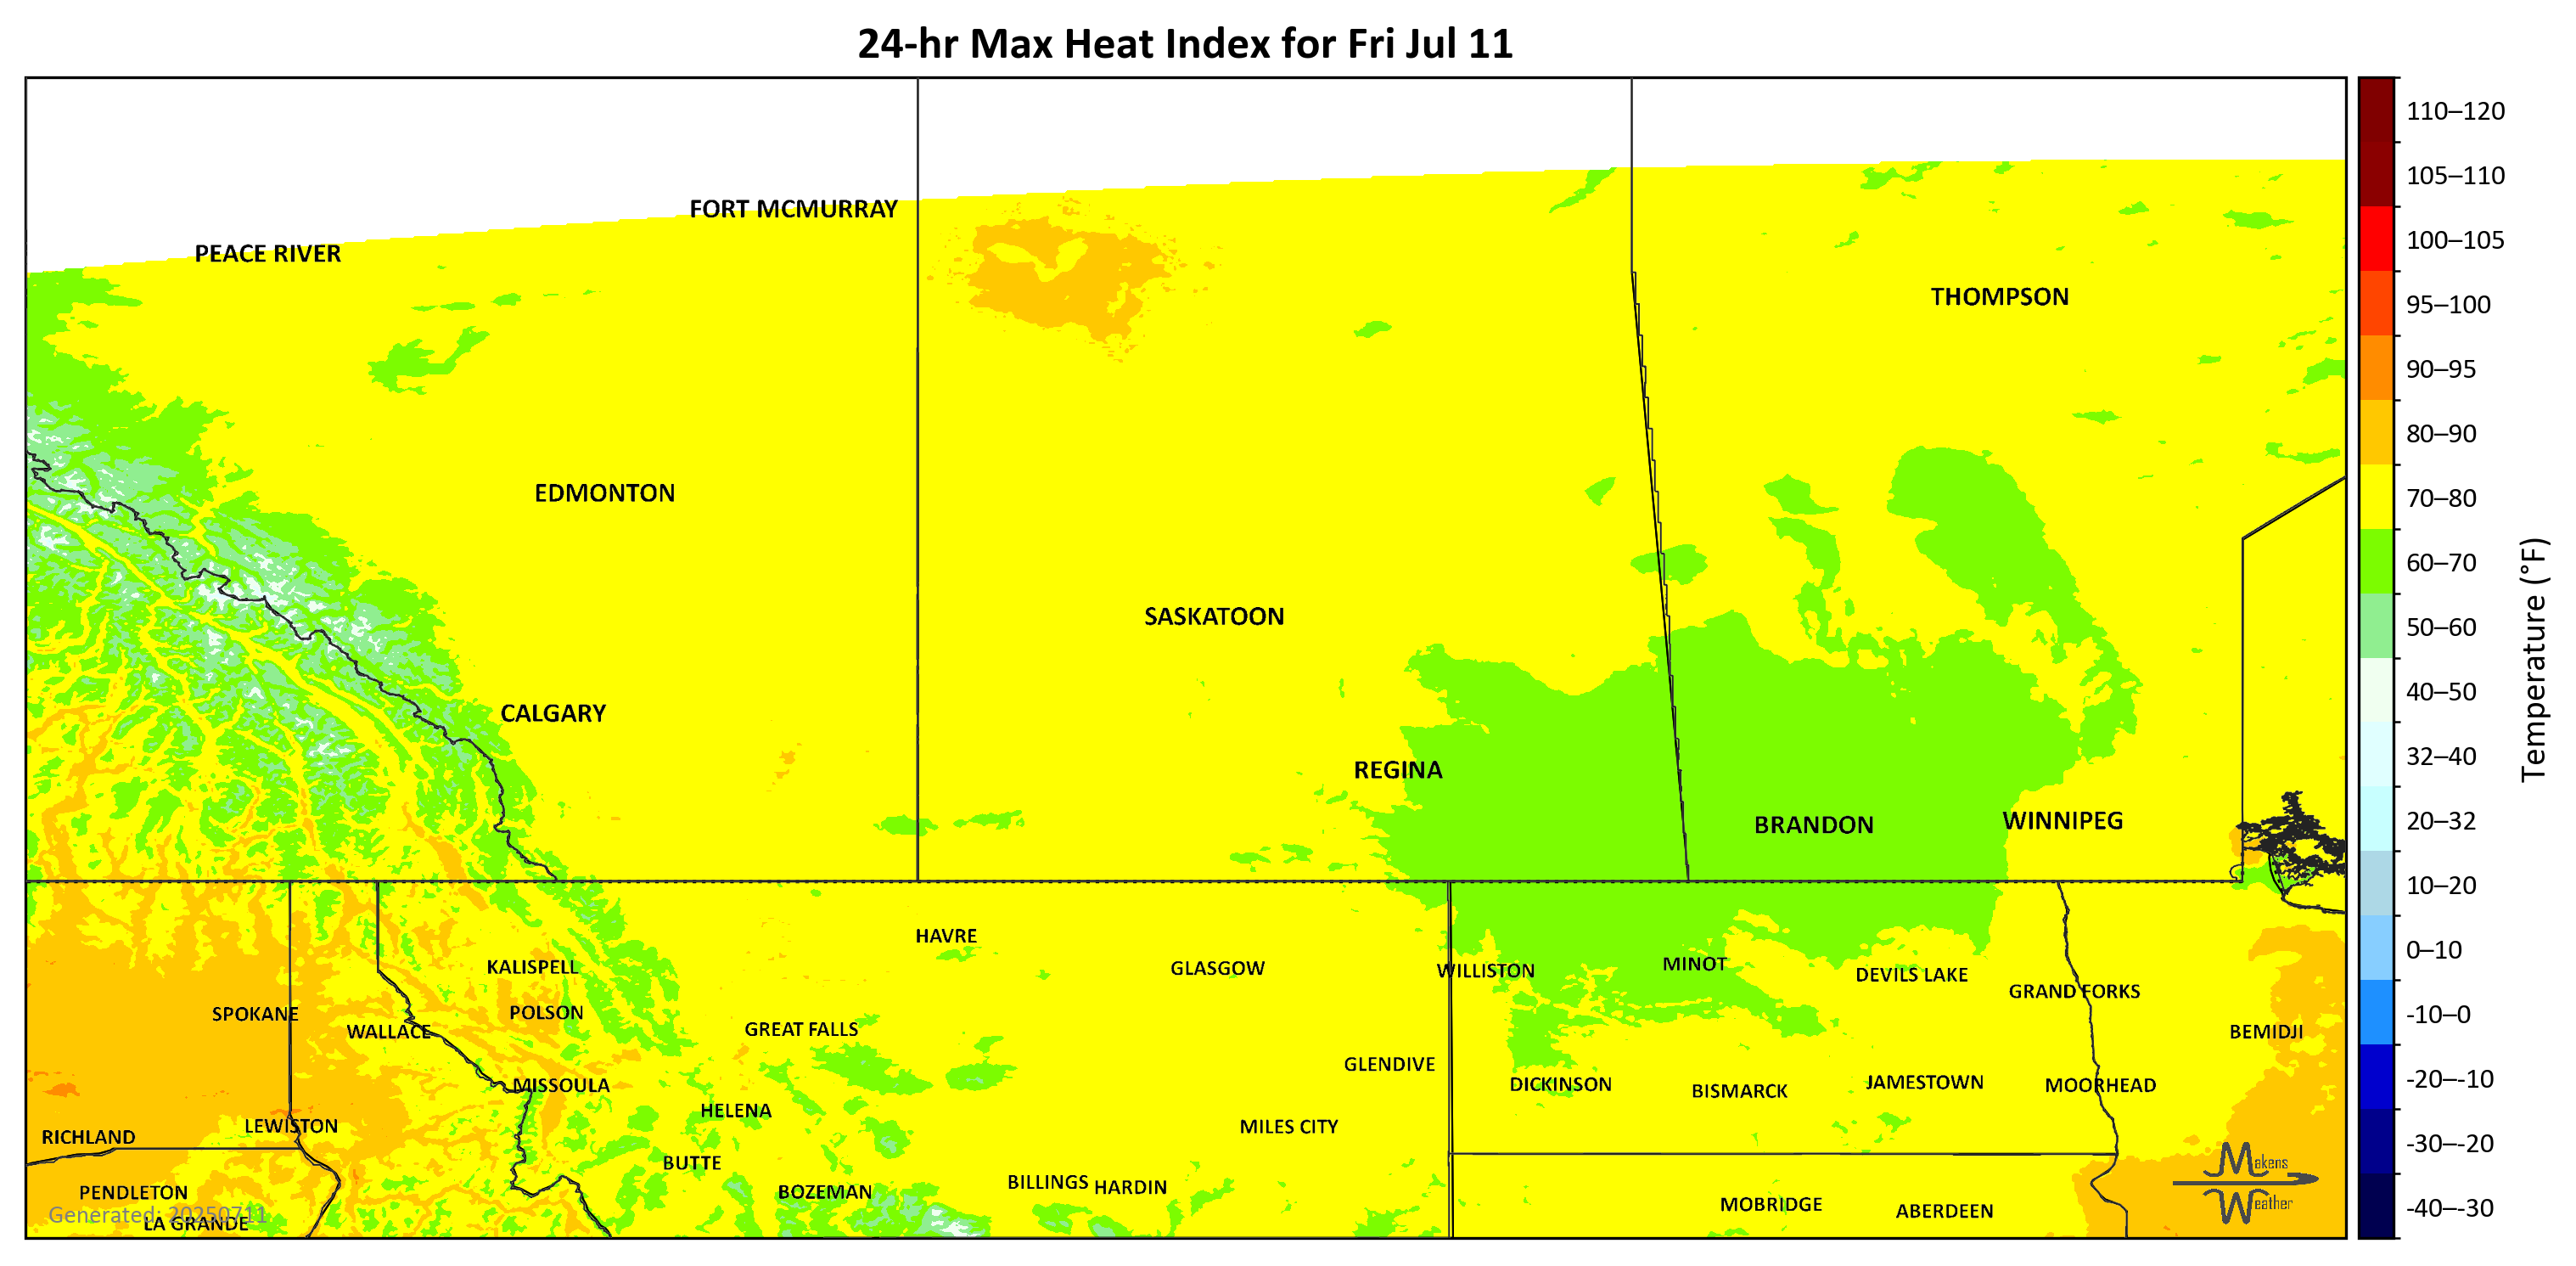 24-hr Max Heat Index for Fri Jul 11
FORT MCMURRAY
PEACE RIVER
THOMPSON
EDMONTON
SASKATOON
CALGARY
REGINA
BRANDON
WINNIPEG
HAVRE
KALISPELL
GLASGOW
WILLISTON
MINOT
DEVILS LAKE
GRAND FORKS
SPOKANE
POLSON
WALLACE
GREAT FALLS
BEMIDJI
GLENDIVE
MISSOULA
DICKINSON
BISMARCK
JAMESTOWN
MOORHEAD
HELENA
LEWISTON
MILES CITY
RICHLAND
BUTTE
BILLINGS
HARDIN
PENDLETON
BOZEMAN
MOBRIDGE
ABERDEEN
LA GRANDE
Generated: 20250711
Makens
Weather
110–120
105–110
100–105
95–100
90–95
80–90
70–80
60–70
50–60
40–50
32–40
20–32
10–20
0–10
-10–0
-20–-10
-30–-20
-40–-30
Temperature (°F)